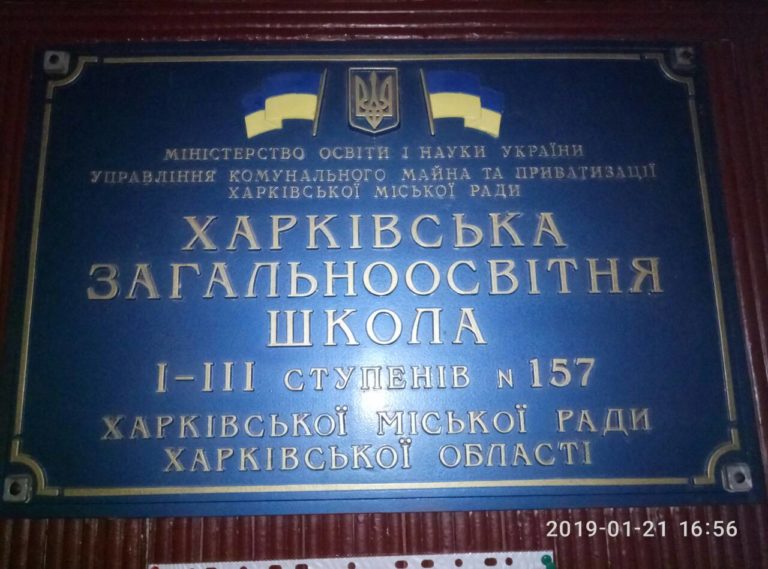 МІНІСТЕРСТВО ОСВІТИ І НАУКИ УКРАЇНИ
УПРАВЛІННЯ КОМУНАЛЬНОГО МАЙНА ТА ПРИВАТИЗАЦІЇ
ХАРКІВСЬКОЇ МІСЬКОЇ РАДИ
ХАРКІВСЬКА
ЗАГАЛЬНООСВІТНЯ
ШКОЛА
І-ІІІ СТУПЕНІВ N 157
ХАРКІВСЬКОЇ МІСЬКОЇ РАДИ
ХАРКІВСЬКОЇ ОБЛАСТІ
2019-01-21 16:56